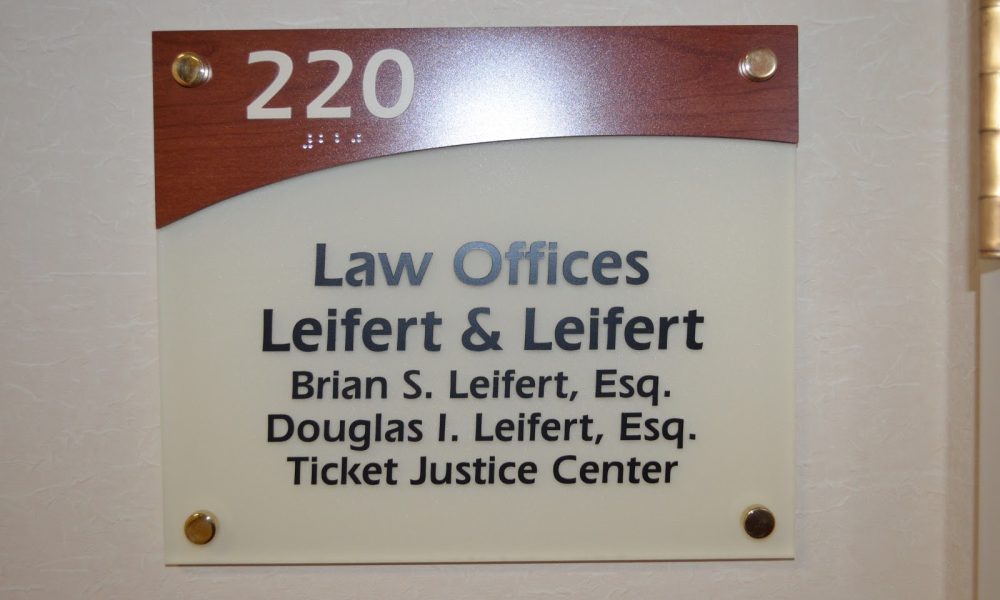 220
⠼⠃⠃⠚
Law Offices
Leifert & Leifert
Brian S. Leifert, Esq.
Douglas I. Leifert, Esq.
Ticket Justice Center